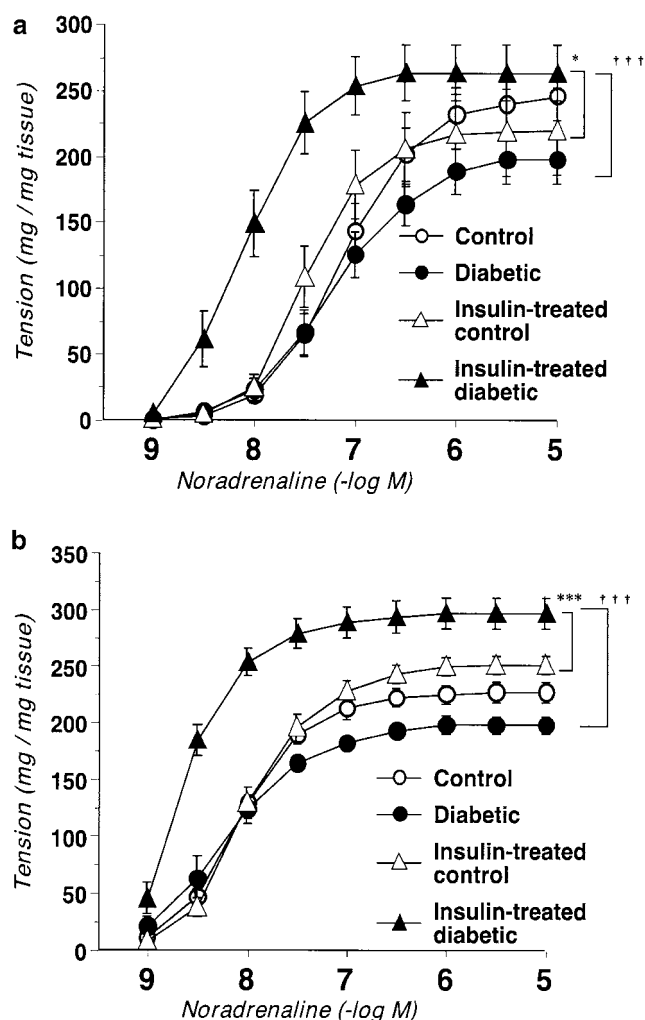 a
300
250
200
150
100
50
0
Tension (mg / mg tissue)
* †††
Control
Diabetic
Insulin-treated
control
Insulin-treated
diabetic
9 8 7 6 5
Noradrenaline (-log M)
b
350
300
250
200
150
100
50
0
Tension (mg / mg tissue)
*** †††
Control
Diabetic
Insulin-treated
control
Insulin-treated
diabetic
9 8 7 6 5
Noradrenaline (-log M)